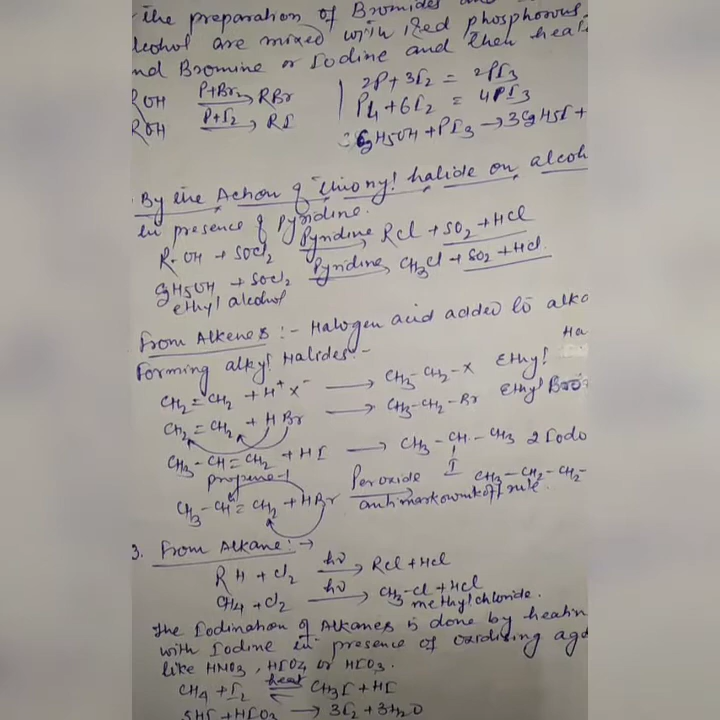 the preparation of Bromides and
lcohol are mixed with Red phosphorous
nd Bromine or Iodine and then heat
ROH P+Br2 → RBr | 2P+3I2 = 2PI3
ROH P+I2 → RI P4+6I2 = 4PI3
3C2H5OH + PI3 → 3C2H5I +
By the Action of Thionyl halide on alcoh
in presence of Pyridine.
R-OH + SOCl2 Pyridine → RCl + SO2 + HCl
C2H5OH + SOCl2 Pyridine → CH3Cl + SO2 + HCl.
ethyl alcohol
From Alkenes :- Halogen acid added to alke
Forming alkyl Halides:- Ha
CH2=CH2 + H+ X- → CH3-CH2-X Ethyl
CH2=CH2 + HBr → CH3-CH2-Br Ethyl Bro
CH3-CH=CH2 + HI → CH3-CH-CH3 2 Iodo
propene-1 I
CH3-CH=CH2 + HBr Peroxide → CH3-CH2-CH2-
antimarkownikoff rule.
3. From Alkane :→
RH + Cl2 hν → RCl + HCl
CH4 + Cl2 hν → CH3-Cl + HCl
methyl chloride.
The Iodination of Alkanes is done by heatin
with Iodine in presence of oxidising age
like HNO3, HIO4 or HIO3.
CH4 + I2 heat ⇌ CH3I + HI
5HI + HIO3 → 3I2 + 3H2O